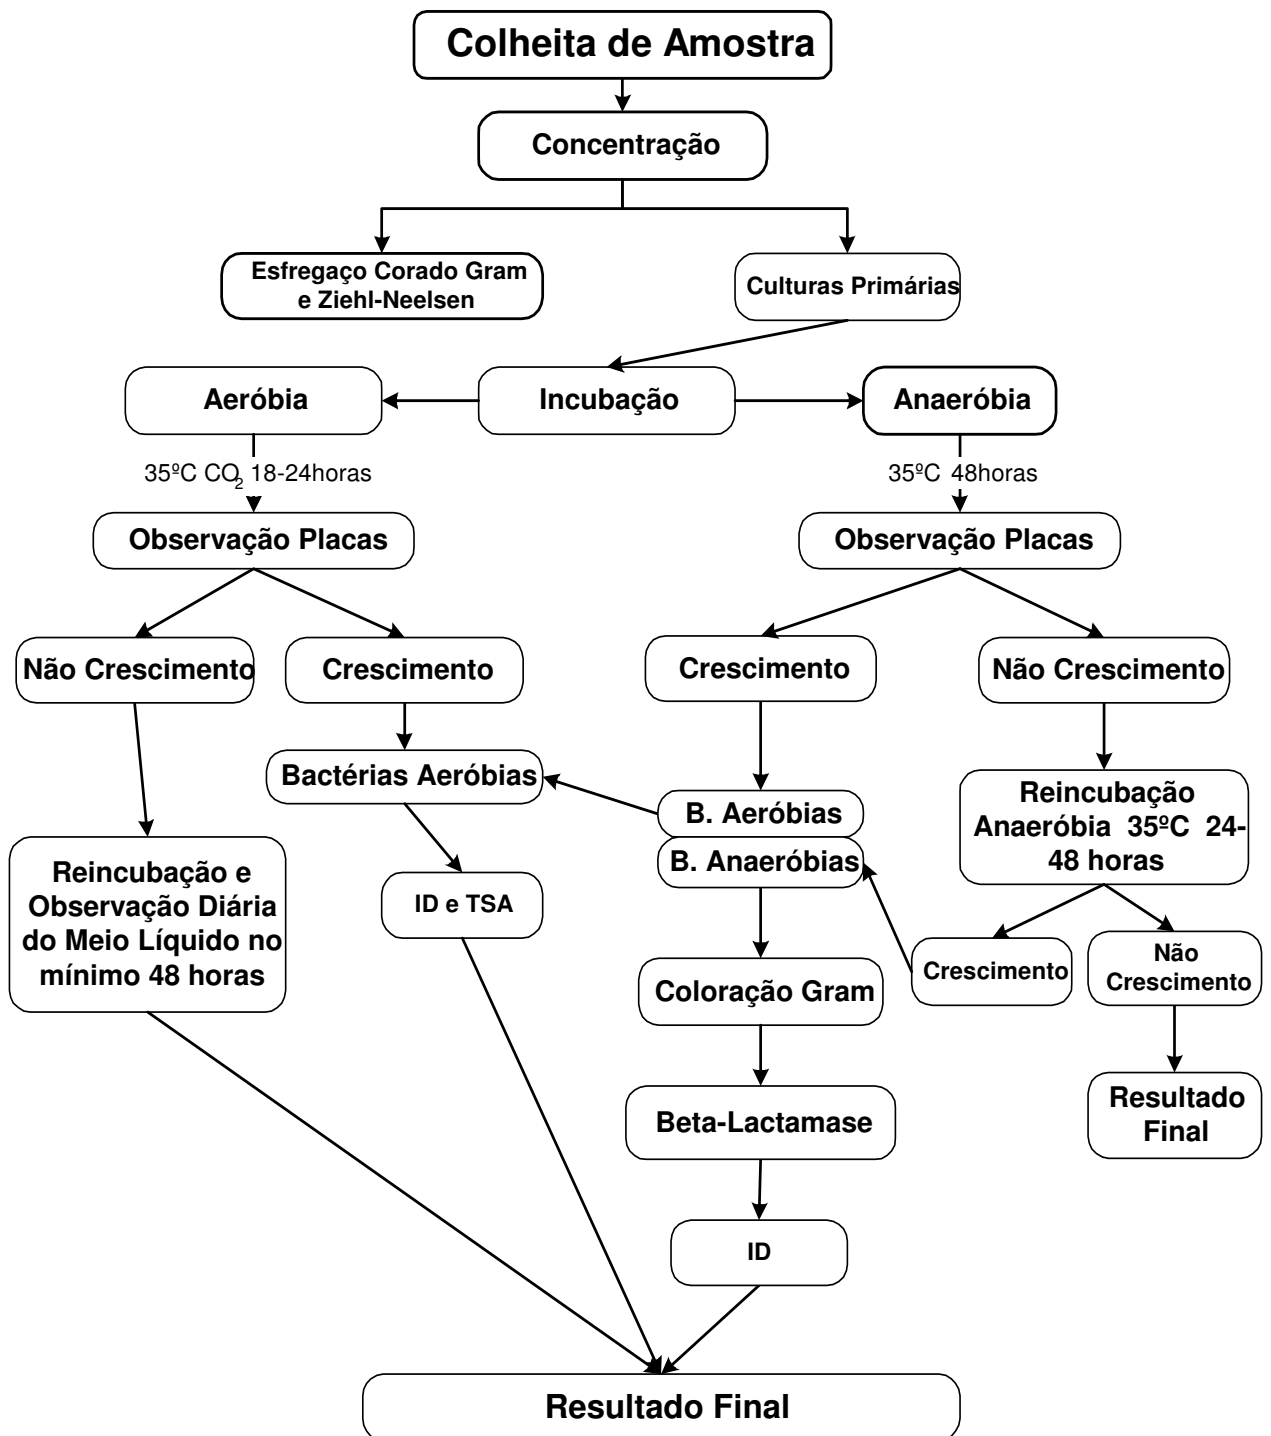 Colheita de Amostra
Concentração
Esfregaço Corado Gram
e Ziehl-Neelsen
Culturas Primárias
Aeróbia
Incubação
Anaeróbia
35ºC CO2 18-24horas
35ºC 48horas
Observação Placas
Observação Placas
Não Crescimento
Crescimento
Crescimento
Não Crescimento
Bactérias Aeróbias
B. Aeróbias
B. Anaeróbias
Reincubação
Anaeróbia 35ºC 24-
48 horas
Reincubação e
Observação Diária
do Meio Líquido no
mínimo 48 horas
ID e TSA
Crescimento
Não
Crescimento
Coloração Gram
Beta-Lactamase
Resultado
Final
ID
Resultado Final